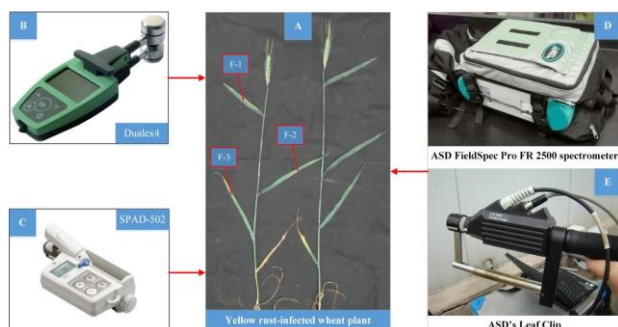 B
Dualex4
C
SPAD-502
A
F-1
F-2
F-3
Yellow rust-infected wheat plant
D
ASD FieldSpec Pro FR 2500 spectrometer
E
ASD's Leaf Clip